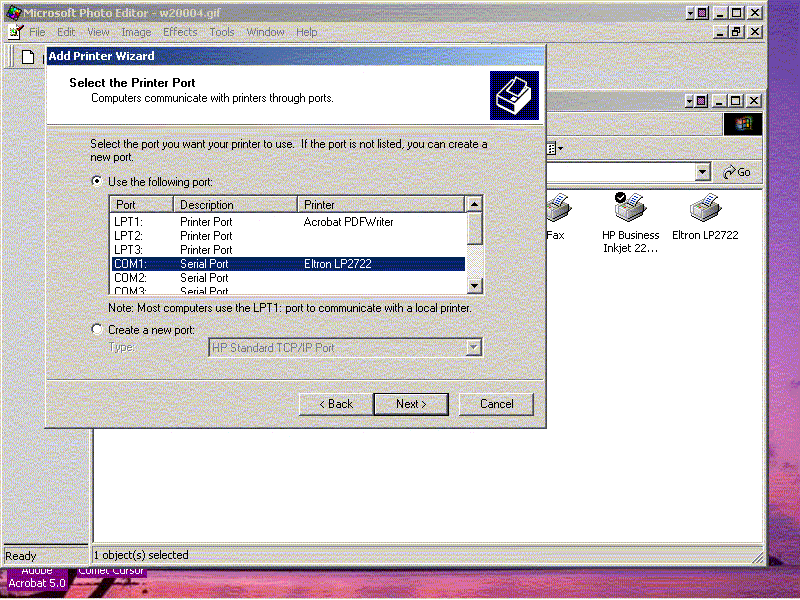 Microsoft Photo Editor - w20004.gif
File Edit View Image Effects Tools Window Help
Add Printer Wizard
Select the Printer Port
Computers communicate with printers through ports.
Select the port you want your printer to use. If the port is not listed, you can create a
new port.
Use the following port:
Port Description Printer
LPT1: Printer Port Acrobat PDFWriter
LPT2: Printer Port
LPT3: Printer Port
COM1: Serial Port Eltron LP2722
COM2: Serial Port
COM3: Serial Port
Note: Most computers use the LPT1: port to communicate with a local printer.
Create a new port:
Type: HP Standard TCP/IP Port
< Back Next > Cancel
Go
Fax HP Business Eltron LP2722
Inkjet 22...
Ready 1 object(s) selected
Adobe Comet Cursor
Acrobat 5.0